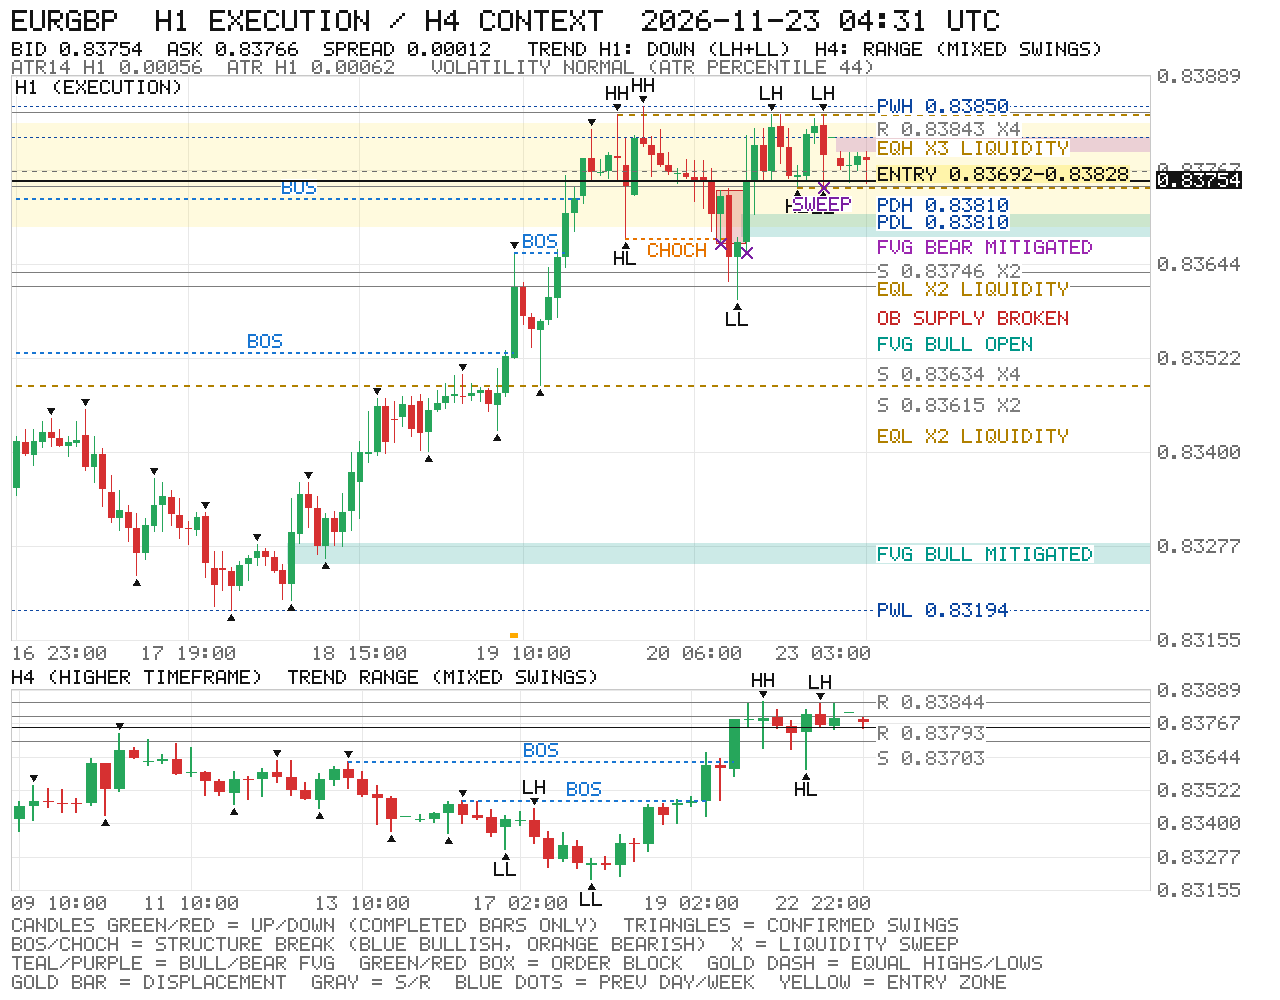 EURGBP  H1 EXECUTION / H4 CONTEXT  2026-11-23 04:31 UTC
BID 0.83754  ASK 0.83766  SPREAD 0.00012  TREND H1: DOWN (LH+LL)  H4: RANGE (MIXED SWINGS)
ATR14 H1 0.00056  ATR H1 0.00062  VOLATILITY NORMAL (ATR PERCENTILE 44)
H1 (EXECUTION)
0.83889
HH
HH
LH
LH
PWH 0.83850
R 0.83843 X4
EQH X3 LIQUIDITY
0.83767
ENTRY 0.83692-0.83828
0.83754
BOS
SWEEP
PDH 0.83810
PDL 0.83810
BOS
CHOCH
FVG BEAR MITIGATED
HL
S 0.83746 X2
0.83644
EQL X2 LIQUIDITY
LL
OB SUPPLY BROKEN
BOS
FVG BULL OPEN
0.83522
S 0.83634 X4
S 0.83615 X2
EQL X2 LIQUIDITY
0.83400
FVG BULL MITIGATED
0.83277
PWL 0.83194
0.83155
16 23:00  17 19:00  18 15:00  19 10:00  20 06:00  23 03:00
H4 (HIGHER TIMEFRAME)  TREND RANGE (MIXED SWINGS)
HH
LH
0.83889
R 0.83844
0.83767
R 0.83793
BOS
S 0.83703
0.83644
HL
BOS
LH
0.83522
0.83400
LL
0.83277
LL
0.83155
09 10:00  11 10:00  13 10:00  17 02:00  19 02:00  22 22:00
CANDLES GREEN/RED = UP/DOWN (COMPLETED BARS ONLY)  TRIANGLES = CONFIRMED SWINGS
BOS/CHOCH = STRUCTURE BREAK (BLUE BULLISH, ORANGE BEARISH)  X = LIQUIDITY SWEEP
TEAL/PURPLE = BULL/BEAR FVG  GREEN/RED BOX = ORDER BLOCK  GOLD DASH = EQUAL HIGHS/LOWS
GOLD BAR = DISPLACEMENT  GRAY = S/R  BLUE DOTS = PREV DAY/WEEK  YELLOW = ENTRY ZONE